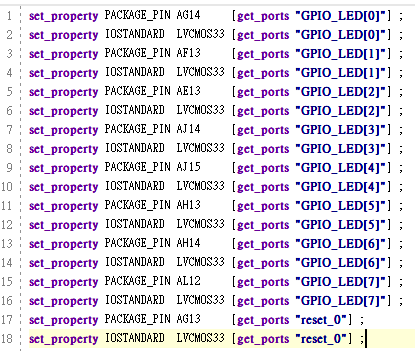 1 set_property PACKAGE_PIN AG14 [get_ports "GPIO_LED[0]"] ;
2 set_property IOSTANDARD LVCMOS33 [get_ports "GPIO_LED[0]"] ;
3 set_property PACKAGE_PIN AF13 [get_ports "GPIO_LED[1]"] ;
4 set_property IOSTANDARD LVCMOS33 [get_ports "GPIO_LED[1]"] ;
5 set_property PACKAGE_PIN AE13 [get_ports "GPIO_LED[2]"] ;
6 set_property IOSTANDARD LVCMOS33 [get_ports "GPIO_LED[2]"] ;
7 set_property PACKAGE_PIN AJ14 [get_ports "GPIO_LED[3]"] ;
8 set_property IOSTANDARD LVCMOS33 [get_ports "GPIO_LED[3]"] ;
9 set_property PACKAGE_PIN AJ15 [get_ports "GPIO_LED[4]"] ;
10 set_property IOSTANDARD LVCMOS33 [get_ports "GPIO_LED[4]"] ;
11 set_property PACKAGE_PIN AH13 [get_ports "GPIO_LED[5]"] ;
12 set_property IOSTANDARD LVCMOS33 [get_ports "GPIO_LED[5]"] ;
13 set_property PACKAGE_PIN AH14 [get_ports "GPIO_LED[6]"] ;
14 set_property IOSTANDARD LVCMOS33 [get_ports "GPIO_LED[6]"] ;
15 set_property PACKAGE_PIN AL12 [get_ports "GPIO_LED[7]"] ;
16 set_property IOSTANDARD LVCMOS33 [get_ports "GPIO_LED[7]"] ;
17 set_property PACKAGE_PIN AG13 [get_ports "reset_0"] ;
18 set_property IOSTANDARD LVCMOS33 [get_ports "reset_0"] ;